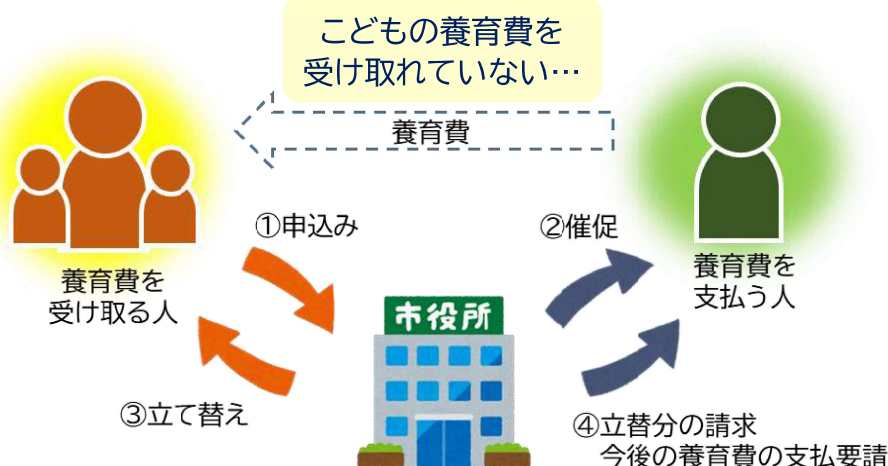 こどもの養育費を
受け取れていない…
養育費
①申込み
②催促
養育費を
受け取る人
養育費を
支払う人
市役所
③立て替え
④立替分の請求
今後の養育費の支払要請